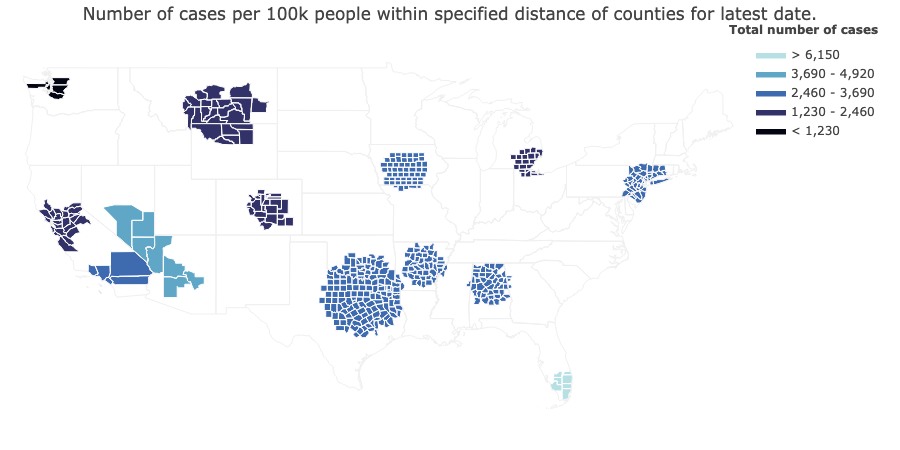 Number of cases per 100k people within specified distance of counties for latest date.
Total number of cases
> 6,150
3,690 - 4,920
2,460 - 3,690
1,230 - 2,460
< 1,230